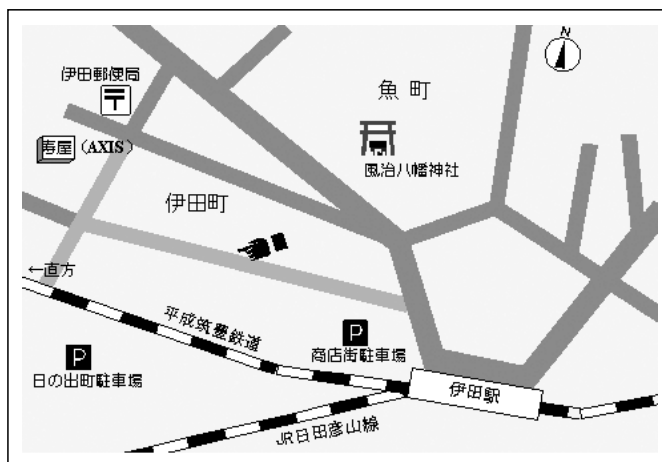 N
伊田郵便局
魚町
寿屋 (AXIS)
風治八幡神社
伊田町
←直方
平成筑豊鉄道
P
商店街駐車場
P
日の出町駐車場
伊田駅
JR日田彦山線